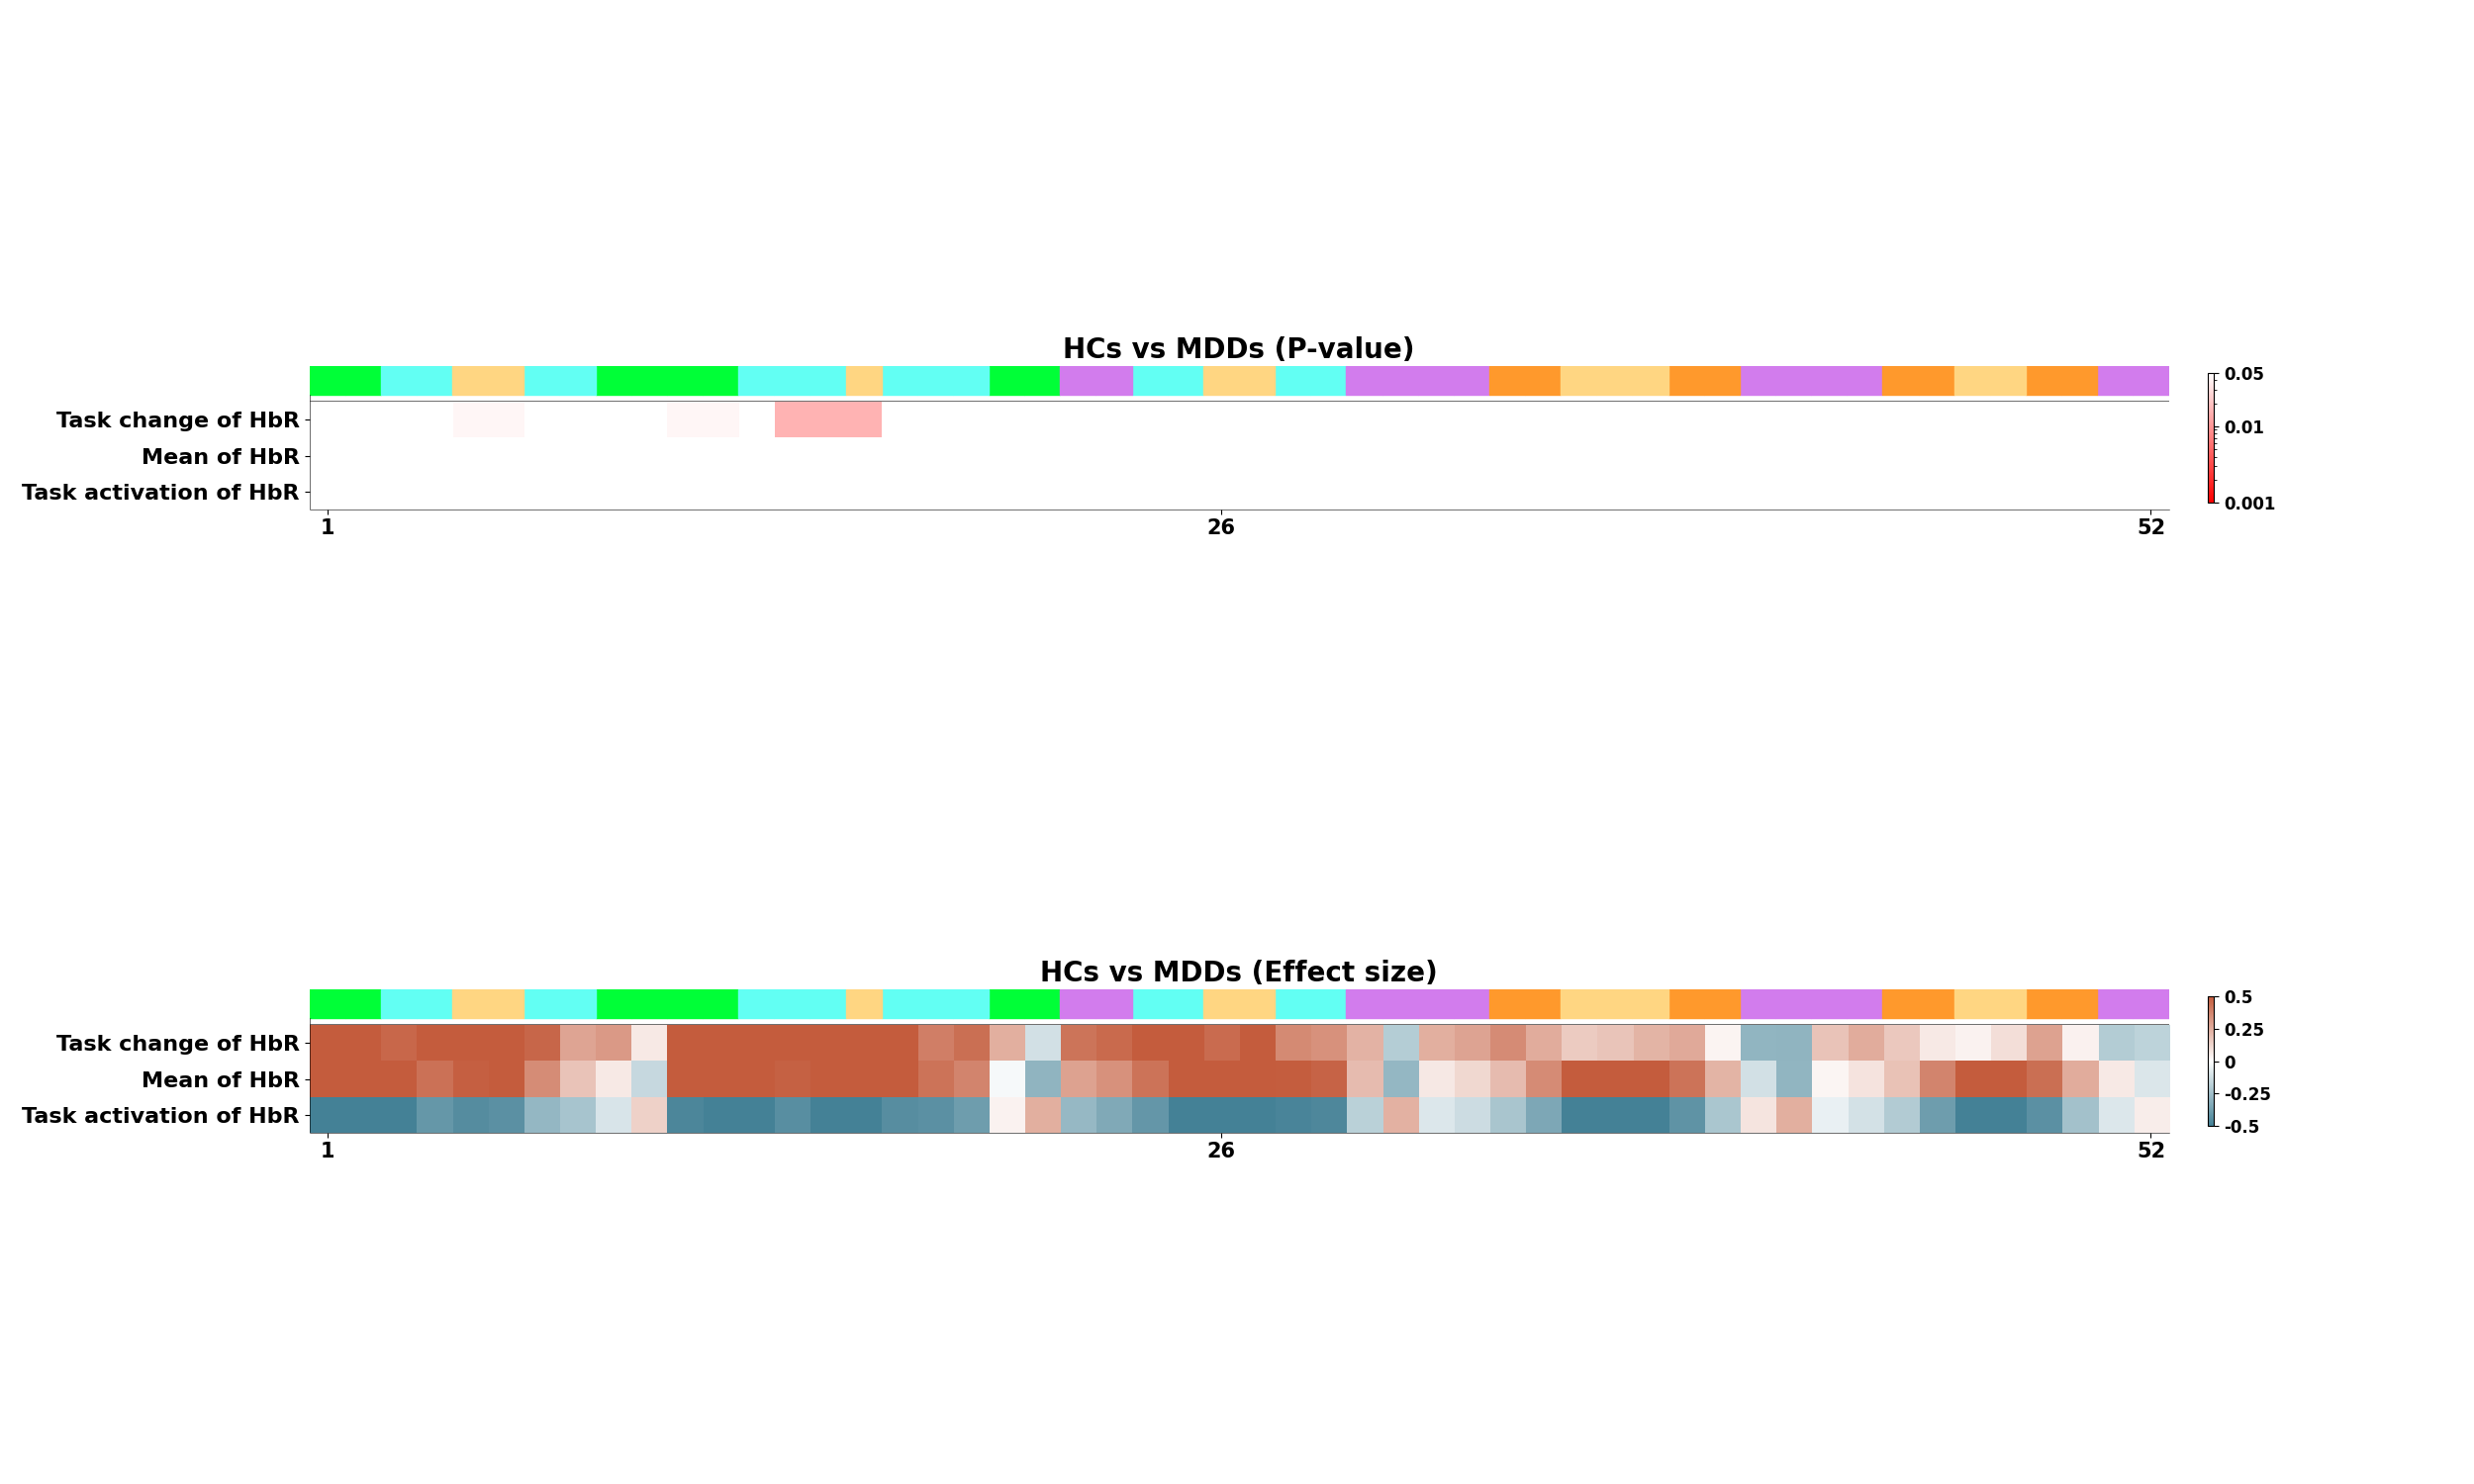 HCs vs MDDs (P-value)
Task change of HbR
Mean of HbR
Task activation of HbR
1 26 52
0.05
0.01
0.001
HCs vs MDDs (Effect size)
Task change of HbR
Mean of HbR
Task activation of HbR
1 26 52
0.5
0.25
0
-0.25
-0.5